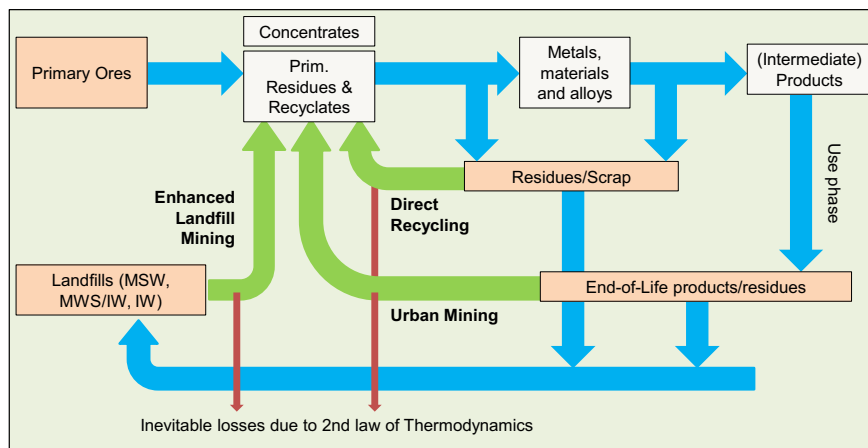 Concentrates
Primary Ores
Prim.
Residues &
Recyclates
Metals,
materials
and alloys
(Intermediate)
Products
Use phase
Residues/Scrap
Enhanced
Landfill
Mining
Direct
Recycling
Landfills (MSW,
MWS/IW, IW)
End-of-Life products/residues
Urban Mining
Inevitable losses due to 2nd law of Thermodynamics